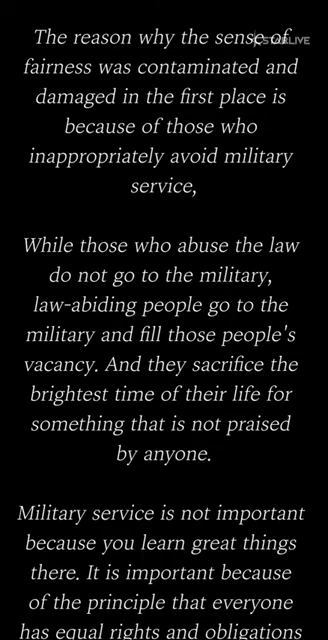 The reason why the sense of
STARLIVE
fairness was contaminated and
damaged in the first place is
because of those who
inappropriately avoid military
service,
While those who abuse the law
do not go to the military,
law-abiding people go to the
military and fill those people's
vacancy. And they sacrifice the
brightest time of their life for
something that is not praised
by anyone.
Military service is not important
because you learn great things
there. It is important because
of the principle that everyone
has equal rights and obligations